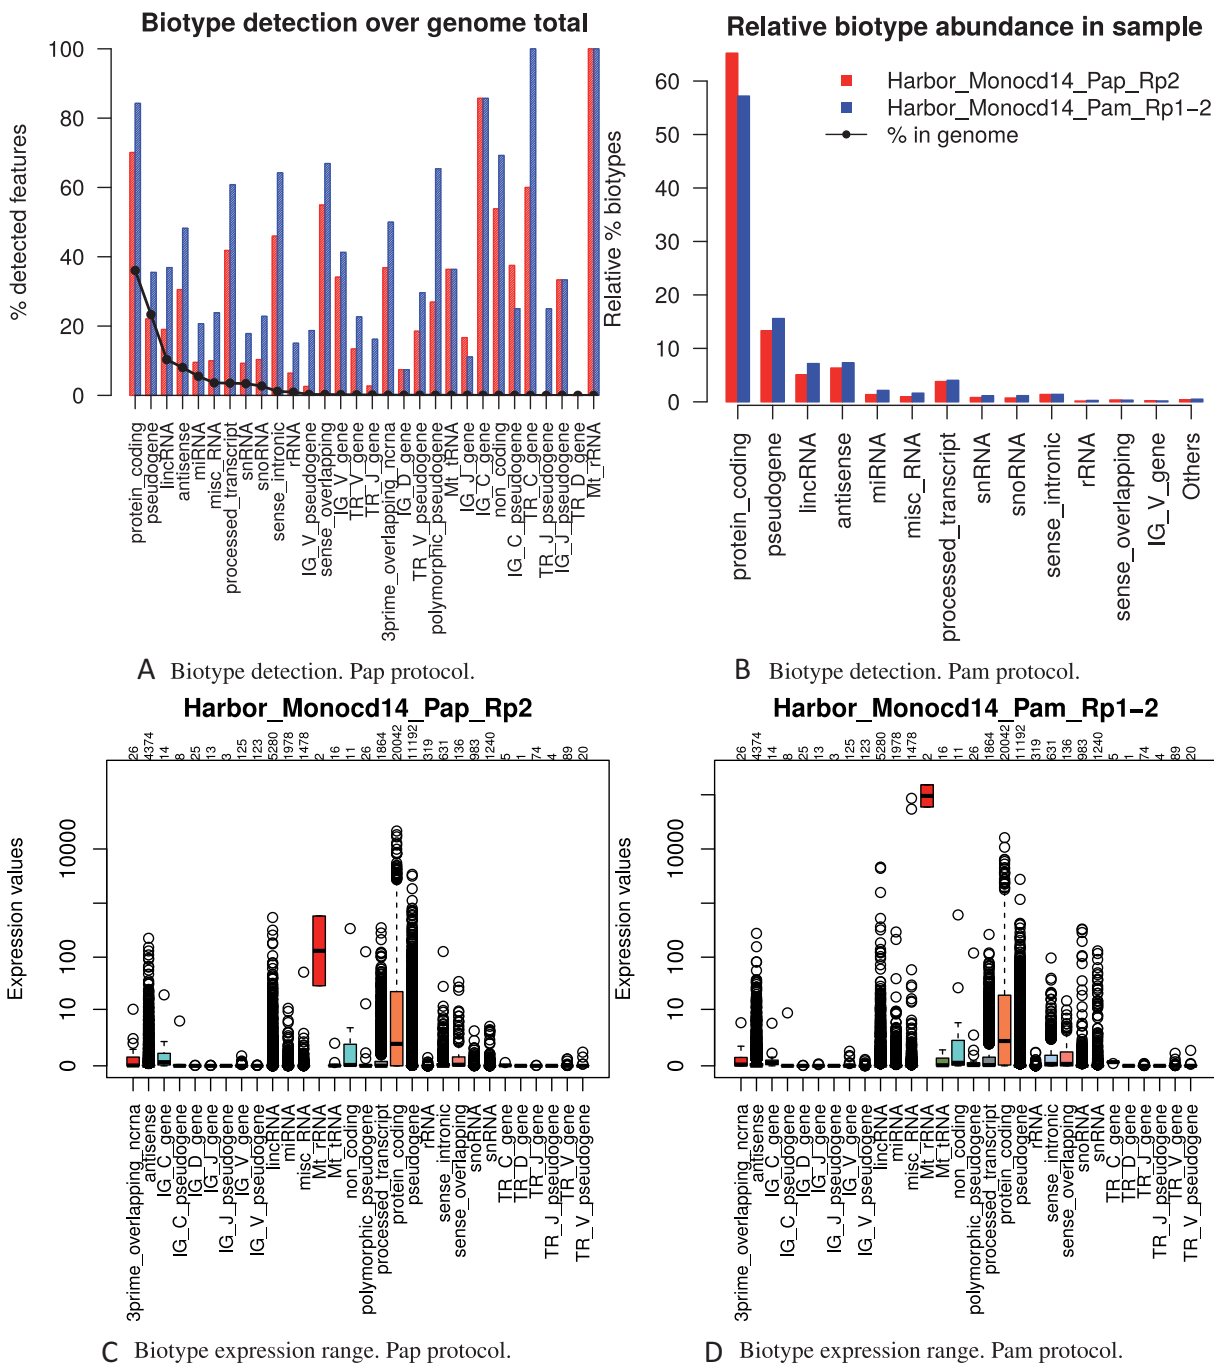 Biotype detection over genome total
% detected features
100
80
60
40
20
0
protein_coding
pseudogene
lincRNA
antisense
miRNA
misc_RNA
processed_transcript
snRNA
snoRNA
sense_intronic
rRNA
IG_V_pseudogene
sense_overlapping
IG_V_gene
TR_V_gene
TR_J_gene
3prime_overlapping_ncrna
IG_D_gene
TR_V_pseudogene
polymorphic_pseudogene
Mt_tRNA
IG_J_gene
IG_C_gene
non_coding
IG_C_pseudogene
TR_C_gene
TR_J_pseudogene
IG_J_pseudogene
TR_D_gene
Mt_rRNA
A Biotype detection. Pap protocol.
Relative biotype abundance in sample
Relative % biotypes
60
50
40
30
20
10
0
Harbor_Monocd14_Pap_Rp2
Harbor_Monocd14_Pam_Rp1-2
% in genome
protein_coding
pseudogene
lincRNA
antisense
miRNA
misc_RNA
processed_transcript
snRNA
snoRNA
sense_intronic
rRNA
sense_overlapping
IG_V_gene
Others
B Biotype detection. Pam protocol.
Harbor_Monocd14_Pap_Rp2
26
4374
14
8
25
13
3
125
123
5280
1978
1478
2
16
11
26
1864
20042
11192
319
631
136
983
1240
5
1
74
4
89
20
Expression values
10000
100
10
0
3prime_overlapping_ncrna
antisense
IG_C_gene
IG_C_pseudogene
IG_D_gene
IG_J_gene
IG_J_pseudogene
IG_V_gene
IG_V_pseudogene
lincRNA
miRNA
misc_RNA
Mt_rRNA
Mt_tRNA
non_coding
polymorphic_pseudogene
processed_transcript
protein_coding
pseudogene
rRNA
sense_intronic
sense_overlapping
snoRNA
snRNA
TR_C_gene
TR_D_gene
TR_J_gene
TR_J_pseudogene
TR_V_gene
TR_V_pseudogene
C Biotype expression range. Pap protocol.
Harbor_Monocd14_Pam_Rp1-2
26
4374
14
8
25
13
3
125
123
5280
1978
1478
2
16
11
26
1864
20042
11192
319
631
136
983
1240
5
1
74
4
89
20
Expression values
10000
100
10
0
3prime_overlapping_ncrna
antisense
IG_C_gene
IG_C_pseudogene
IG_D_gene
IG_J_gene
IG_J_pseudogene
IG_V_gene
IG_V_pseudogene
lincRNA
miRNA
misc_RNA
Mt_rRNA
Mt_tRNA
non_coding
polymorphic_pseudogene
processed_transcript
protein_coding
pseudogene
rRNA
sense_intronic
sense_overlapping
snoRNA
snRNA
TR_C_gene
TR_D_gene
TR_J_gene
TR_J_pseudogene
TR_V_gene
TR_V_pseudogene
D Biotype expression range. Pam protocol.